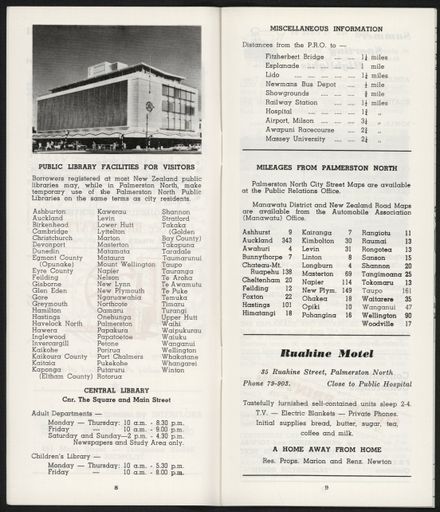 PUBLIC LIBRARY FACILITIES FOR VISITORS
Borrowers registered at most New Zealand public
libraries may, while in Palmerston North, make
temporary use of the Palmerston North Public
Libraries on the same terms as city residents.
Ashburton Kawerau Shannon
Auckland Levin Stratford
Birkenhead Lower Hutt Takaka
Cambridge Lyttelton (Golden
Christchurch Marton Bay County)
Devonport Masterton Takapuna
Dunedin Matamata Taradale
Egmont County Mataura Taumarunui
(Opunake) Mount Wellington Taupo
Eyre County Napier Tauranga
Feilding Nelson Te Aroha
Gisborne New Lynn Te Awamutu
Glen Eden New Plymouth Te Puke
Gore Ngaruawahia Temuka
Greymouth Northcote Timaru
Hamilton Oamaru Turangi
Hastings Onehunga Upper Hutt
Havelock North Palmerston Waihi
Hawera Papakura Waipukurau
Inglewood Papatoetoe Waiuku
Invercargill Petone Wanganui
Kaikohe Porirua Wellington
Kaikoura County Port Chalmers Whakatane
Kaitaia Pukekohe Whangarei
Kaponga Putaruru Winton
(Eltham County) Rotorua
CENTRAL LIBRARY
Cnr. The Square and Main Street
Adult Departments —
Monday — Thursday: 10 a.m. - 8.30 p.m.
Friday — 10 a.m. - 9.00 p.m.
Saturday and Sunday—2 p.m. - 4.30 p.m.
Newspapers and Study Area only.
Children's Library —
Monday — Thursday: 10 a.m. - 5.30 p.m.
Friday — 10 a.m. - 8.00 p.m.
8
MISCELLANEOUS INFORMATION
Distances from the P.R.O. to —
Fitzherbert Bridge .... .... miles
Esplanade .... .... .... 1 mile
Lido .... .... .... .... miles
Newmans Bus Depot .... mile
Showgrounds .... .... mile
Railway Station .... .... miles
Hospital .... .... .... „
Airport, Milson .... .... „
Awapuni Racecourse .... „
Massey University .... .... „
MILEAGES FROM PALMERSTON NORTH
Palmerston North City Street Maps are available
at the Public Relations Office.
Manawatu District and New Zealand Road Maps
are available from the Automobile Association
(Manawatu) Office.
Ashhurst 9 Kairanga 7 Rangiotu 11
Auckland 343 Kimbolton 30 Raumai 13
Awahuri 7 Levin 31 Rongotea 13
Bunnythorpe 7 Linton 8 Sanson 14
Chateau-Mt. Longburn 4 Shannon 20
Ruapehu 138 Masterton 69 Tangimoana 25
Cheltenham 20 Napier 114 Tokomaru 13
Feilding 12 New Plym. 149 Taupo 161
Foxton 22 Ohakea 18 Waitarere 35
Hastings 101 Opiki 10 Wanganui 47
Himatangi 18 Pohangina 16 Wellington 90
Woodville 17
Ruahine Motel
85 Ruahine Street, Palmerston North
Phone 79-903. Close to Public Hospital
Tastefully furnished self-contained units sleep 2-4.
T.V. — Electric Blankets — Private Phones.
Initial supplies bread, butter, sugar, tea,
coffee and milk.
A HOME AWAY FROM HOME
Res. Props. Marion and Renz. Newton
9